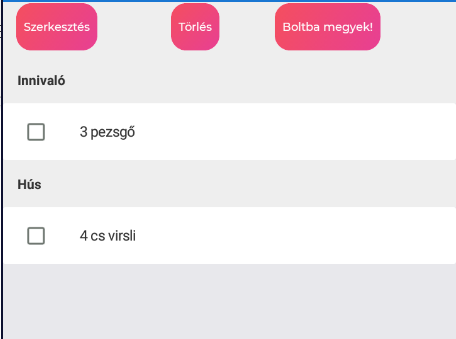 Szerkesztés Törlés Boltba megyek!
Innivaló
3 pezsgő
Hús
4 cs virsli